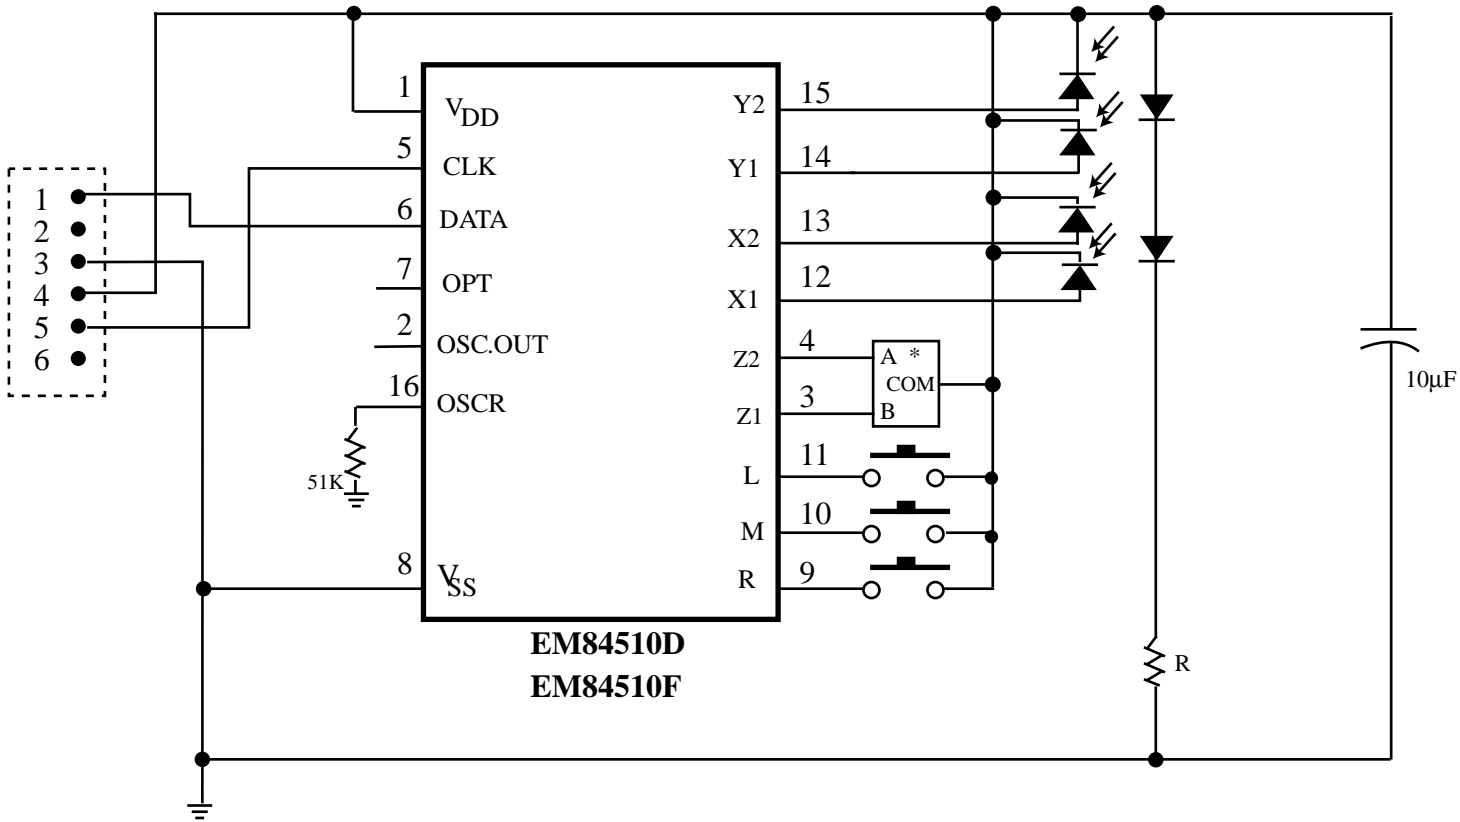 1
2
3
4
5
6
1
VDD
5
CLK
6
DATA
7
OPT
2
OSC.OUT
16
OSCR
51K
8
VSS
Y2
15
Y1
14
X2
13
X1
12
Z2
4
Z1
3
A *
COM
B
L
11
M
10
R
9
R
10μF
EM84510D
EM84510F